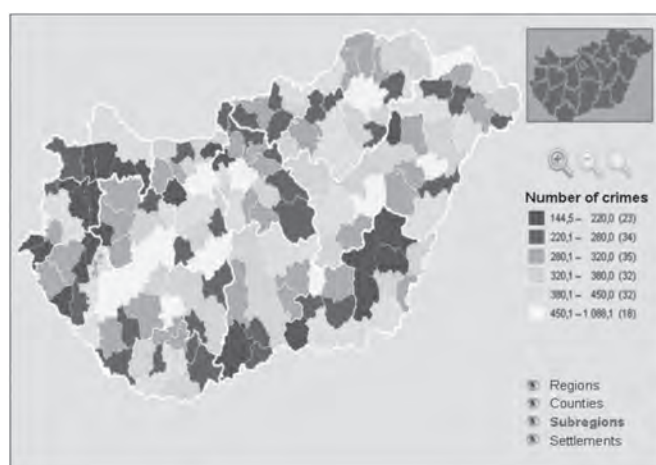 Number of crimes
144,5 – 220,0 (23)
220,1 – 280,0 (34)
280,1 – 320,0 (35)
320,1 – 380,0 (32)
380,1 – 450,0 (32)
450,1 – 1 088,1 (18)
Regions
Counties
Subregions
Settlements